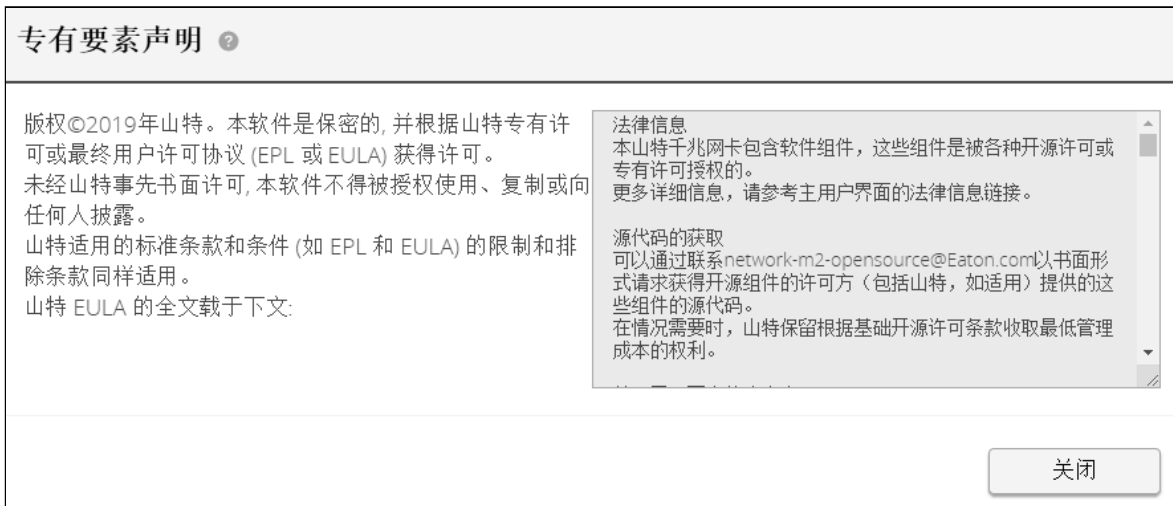 专有要素声明 ?
版权©2019年山特。本软件是保密的, 并根据山特专有许
可或最终用户许可协议 (EPL 或 EULA) 获得许可。
未经山特事先书面许可, 本软件不得被授权使用、复制或向
任何人披露。
山特适用的标准条款和条件 (如 EPL 和 EULA) 的限制和排
除条款同样适用。
山特 EULA 的全文载于下文:
法律信息
本山特千兆网卡包含软件组件，这些组件是被各种开源许可或
专有许可授权的。
更多详细信息，请参考主用户界面的法律信息链接。
源代码的获取
可以通过联系network-m2-opensource@Eaton.com以书面形
式请求获得开源组件的许可方（包括山特，如适用）提供的这
些组件的源代码。
在情况需要时，山特保留根据基础开源许可条款收取最低管理
成本的权利。
关闭